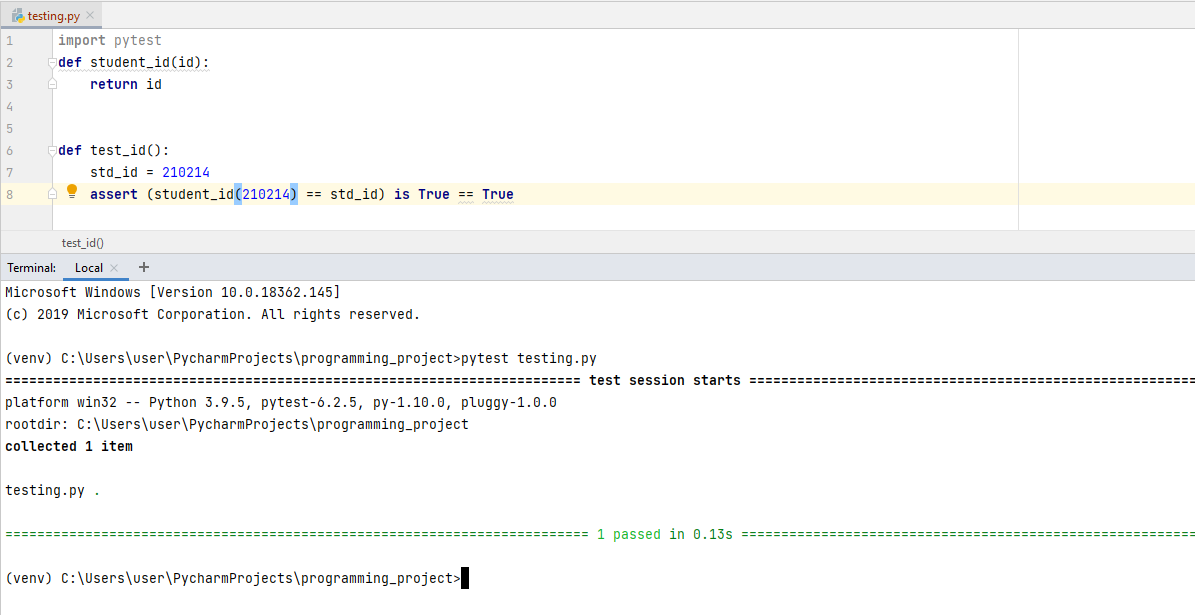 testing.py
1 import pytest
2 def student_id(id):
3 return id
4
5
6 def test_id():
7 std_id = 210214
8 assert (student_id(210214) == std_id) is True == True
test_id()
Terminal: Local +
Microsoft Windows [Version 10.0.18362.145]
(c) 2019 Microsoft Corporation. All rights reserved.
(venv) C:\Users\user\PycharmProjects\programming_project>pytest testing.py
======================================================================== test session starts ========================================================
platform win32 -- Python 3.9.5, pytest-6.2.5, py-1.10.0, pluggy-1.0.0
rootdir: C:\Users\user\PycharmProjects\programming_project
collected 1 item
testing.py .
========================================================================= 1 passed in 0.13s =========================================================
(venv) C:\Users\user\PycharmProjects\programming_project>